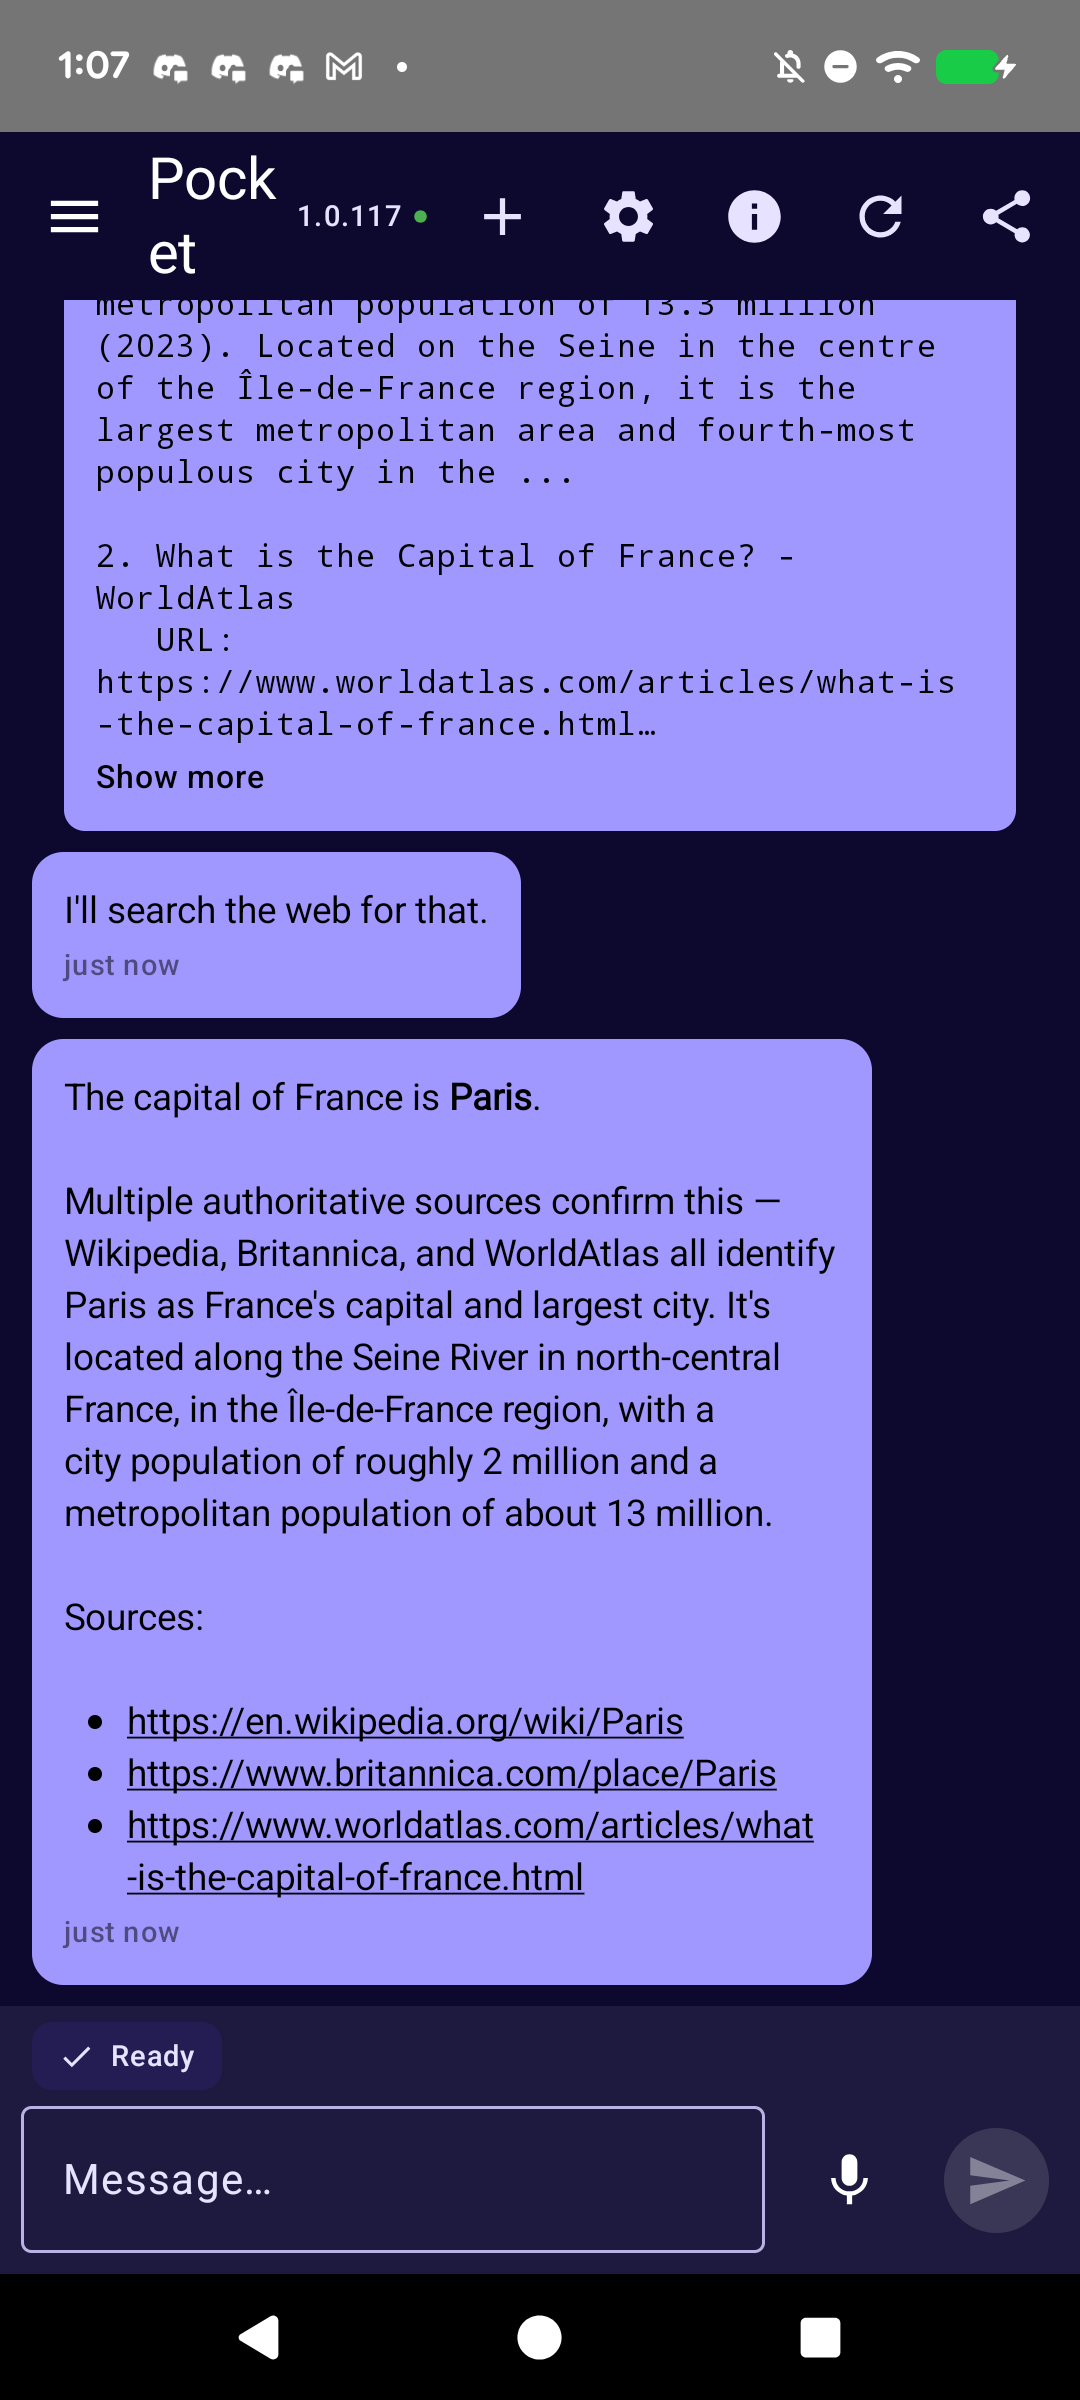 1:07
Pock
et
1.0.117
metropolitan population of 13.3 million
(2023). Located on the Seine in the centre
of the Île-de-France region, it is the
largest metropolitan area and fourth-most
populous city in the ...
2. What is the Capital of France? -
WorldAtlas
URL:
https://www.worldatlas.com/articles/what-is
-the-capital-of-france.html…
Show more
I'll search the web for that.
just now
The capital of France is Paris.
Multiple authoritative sources confirm this —
Wikipedia, Britannica, and WorldAtlas all identify
Paris as France's capital and largest city. It's
located along the Seine River in north-central
France, in the Île-de-France region, with a
city population of roughly 2 million and a
metropolitan population of about 13 million.
Sources:
• https://en.wikipedia.org/wiki/Paris
• https://www.britannica.com/place/Paris
• https://www.worldatlas.com/articles/what
-is-the-capital-of-france.html
just now
Ready
Message…